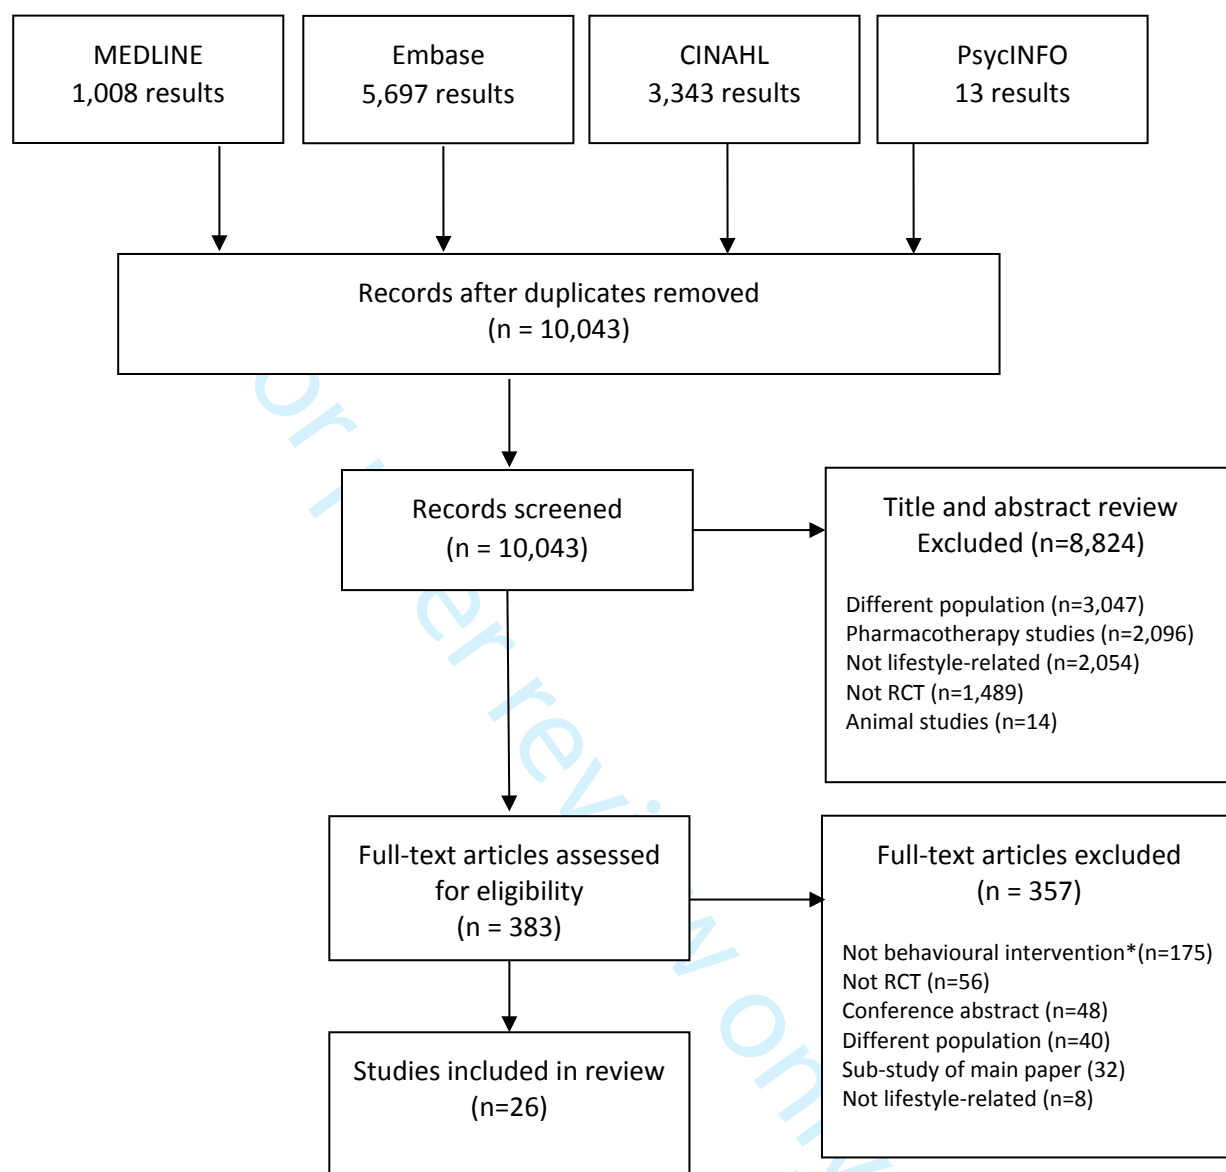 MEDLINE
1,008 results
Embase
5,697 results
CINAHL
3,343 results
PsycINFO
13 results
Records after duplicates removed
(n = 10,043)
Records screened
(n = 10,043)
Title and abstract review
Excluded (n=8,824)
Different population (n=3,047)
Pharmacotherapy studies (n=2,096)
Not lifestyle-related (n=2,054)
Not RCT (n=1,489)
Animal studies (n=14)
Full-text articles assessed
for eligibility
(n = 383)
Full-text articles excluded
(n = 357)
Not behavioural intervention*(n=175)
Not RCT (n=56)
Conference abstract (n=48)
Different population (n=40)
Sub-study of main paper (32)
Not lifestyle-related (n=8)
Studies included in review
(n=26)